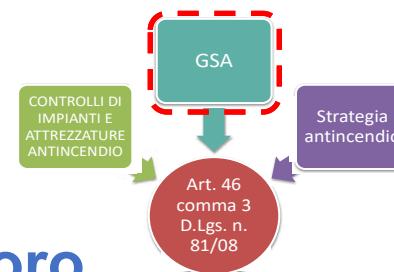 GSA
CONTROLLI DI
IMPIANTI E
ATTREZZATURE
ANTINCENDIO
Strategia
antincendio
Art. 46
comma 3
D.Lgs. n.
81/08